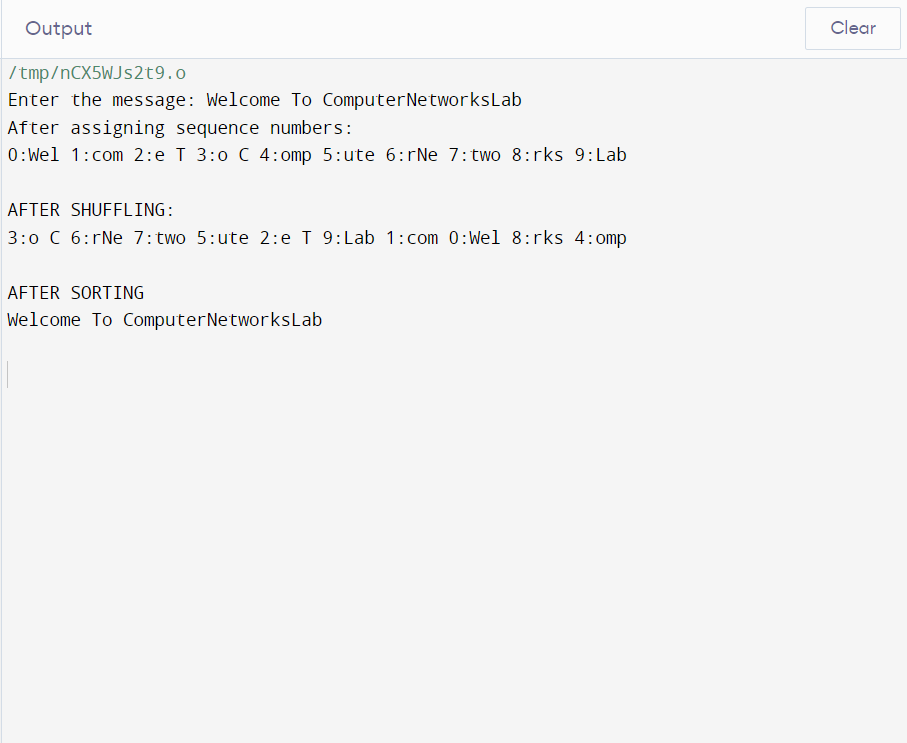 Output
Clear
/tmp/nCX5WJs2t9.o
Enter the message: Welcome To ComputerNetworksLab
After assigning sequence numbers:
0:Wel 1:com 2:e T 3:o C 4:omp 5:ute 6:rNe 7:two 8:rks 9:Lab
AFTER SHUFFLING:
3:o C 6:rNe 7:two 5:ute 2:e T 9:Lab 1:com 0:Wel 8:rks 4:omp
AFTER SORTING
Welcome To ComputerNetworksLab